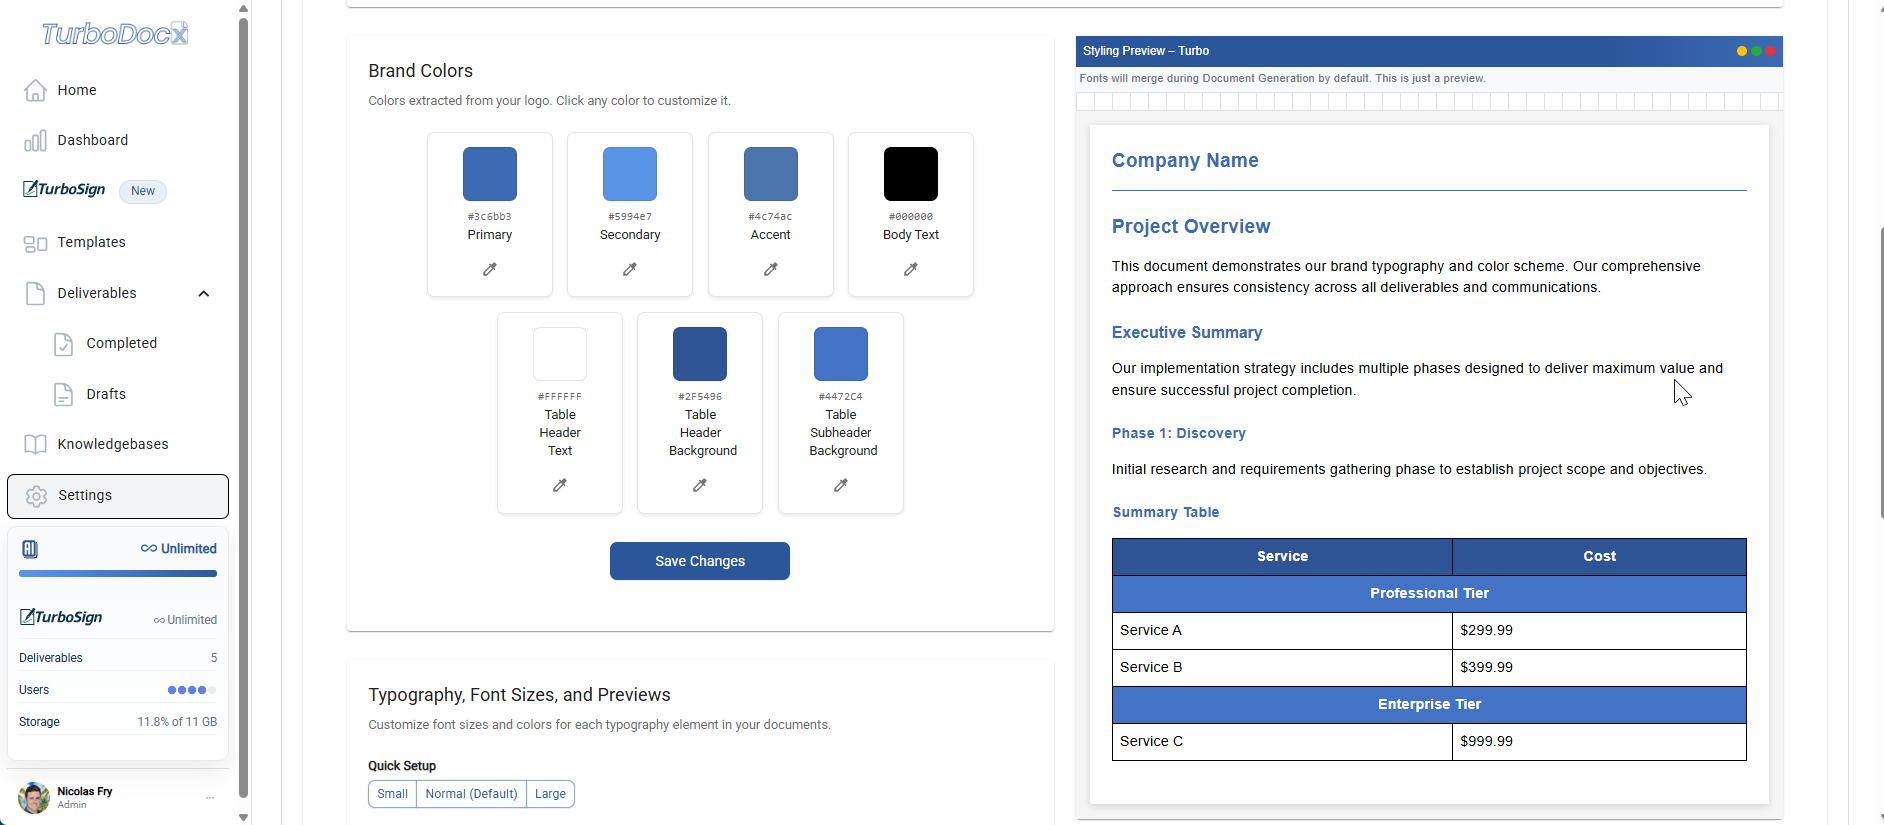 TurboDocX
Home
Dashboard
TurboSign New
Templates
Deliverables
Completed
Drafts
Knowledgebases
Settings
Unlimited
TurboSign Unlimited
Deliverables 5
Users
Storage 11.8% of 11 GB
Nicolas Fry
Admin
Brand Colors
Colors extracted from your logo. Click any color to customize it.
#3c6bb3
Primary
#5994e7
Secondary
#4c74ac
Accent
#000000
Body Text
#FFFFFF
Table
Header
Text
#2F5496
Table
Header
Background
#4472C4
Table
Subheader
Background
Save Changes
Typography, Font Sizes, and Previews
Customize font sizes and colors for each typography element in your documents.
Quick Setup
Small Normal (Default) Large
Styling Preview – Turbo
Fonts will merge during Document Generation by default. This is just a preview.
Company Name
Project Overview
This document demonstrates our brand typography and color scheme. Our comprehensive
approach ensures consistency across all deliverables and communications.
Executive Summary
Our implementation strategy includes multiple phases designed to deliver maximum value and
ensure successful project completion.
Phase 1: Discovery
Initial research and requirements gathering phase to establish project scope and objectives.
Summary Table
Service Cost
Professional Tier
Service A $299.99
Service B $399.99
Enterprise Tier
Service C $999.99